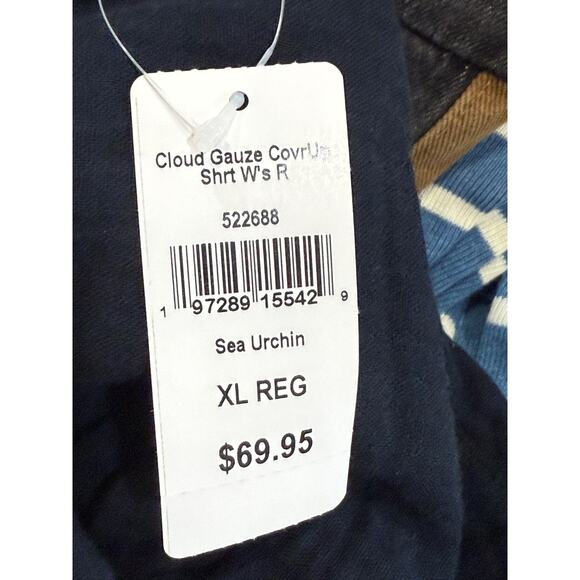 Cloud Gauze CovrUp
Shrt W's R
522688
1 97289 15542 9
Sea Urchin
XL REG
$69.95